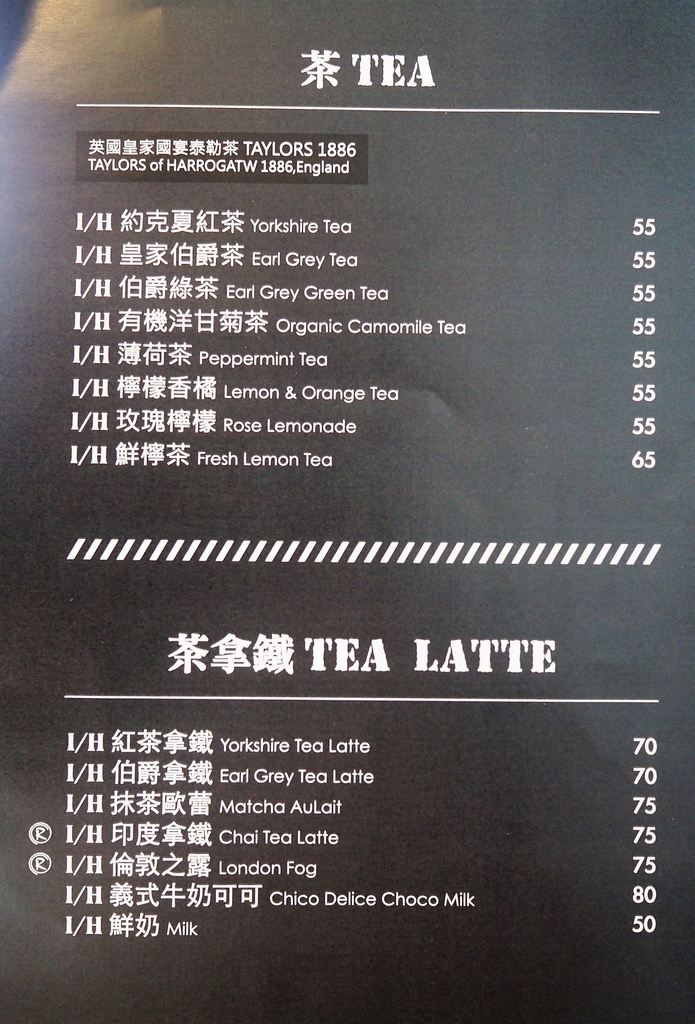 茶 TEA
英國皇家國宴泰勒茶 TAYLORS 1886
TAYLORS of HARROGATW 1886,England
I/H 約克夏紅茶 Yorkshire Tea 55
I/H 皇家伯爵茶 Earl Grey Tea 55
I/H 伯爵綠茶 Earl Grey Green Tea 55
I/H 有機洋甘菊茶 Organic Camomile Tea 55
I/H 薄荷茶 Peppermint Tea 55
I/H 檸檬香橘 Lemon & Orange Tea 55
I/H 玫瑰檸檬 Rose Lemonade 55
I/H 鮮檸茶 Fresh Lemon Tea 65
茶拿鐵 TEA LATTE
I/H 紅茶拿鐵 Yorkshire Tea Latte 70
I/H 伯爵拿鐵 Earl Grey Tea Latte 70
I/H 抹茶歐蕾 Matcha AuLait 75
® I/H 印度拿鐵 Chai Tea Latte 75
® I/H 倫敦之露 London Fog 75
I/H 義式牛奶可可 Chico Delice Choco Milk 80
I/H 鮮奶 Milk 50